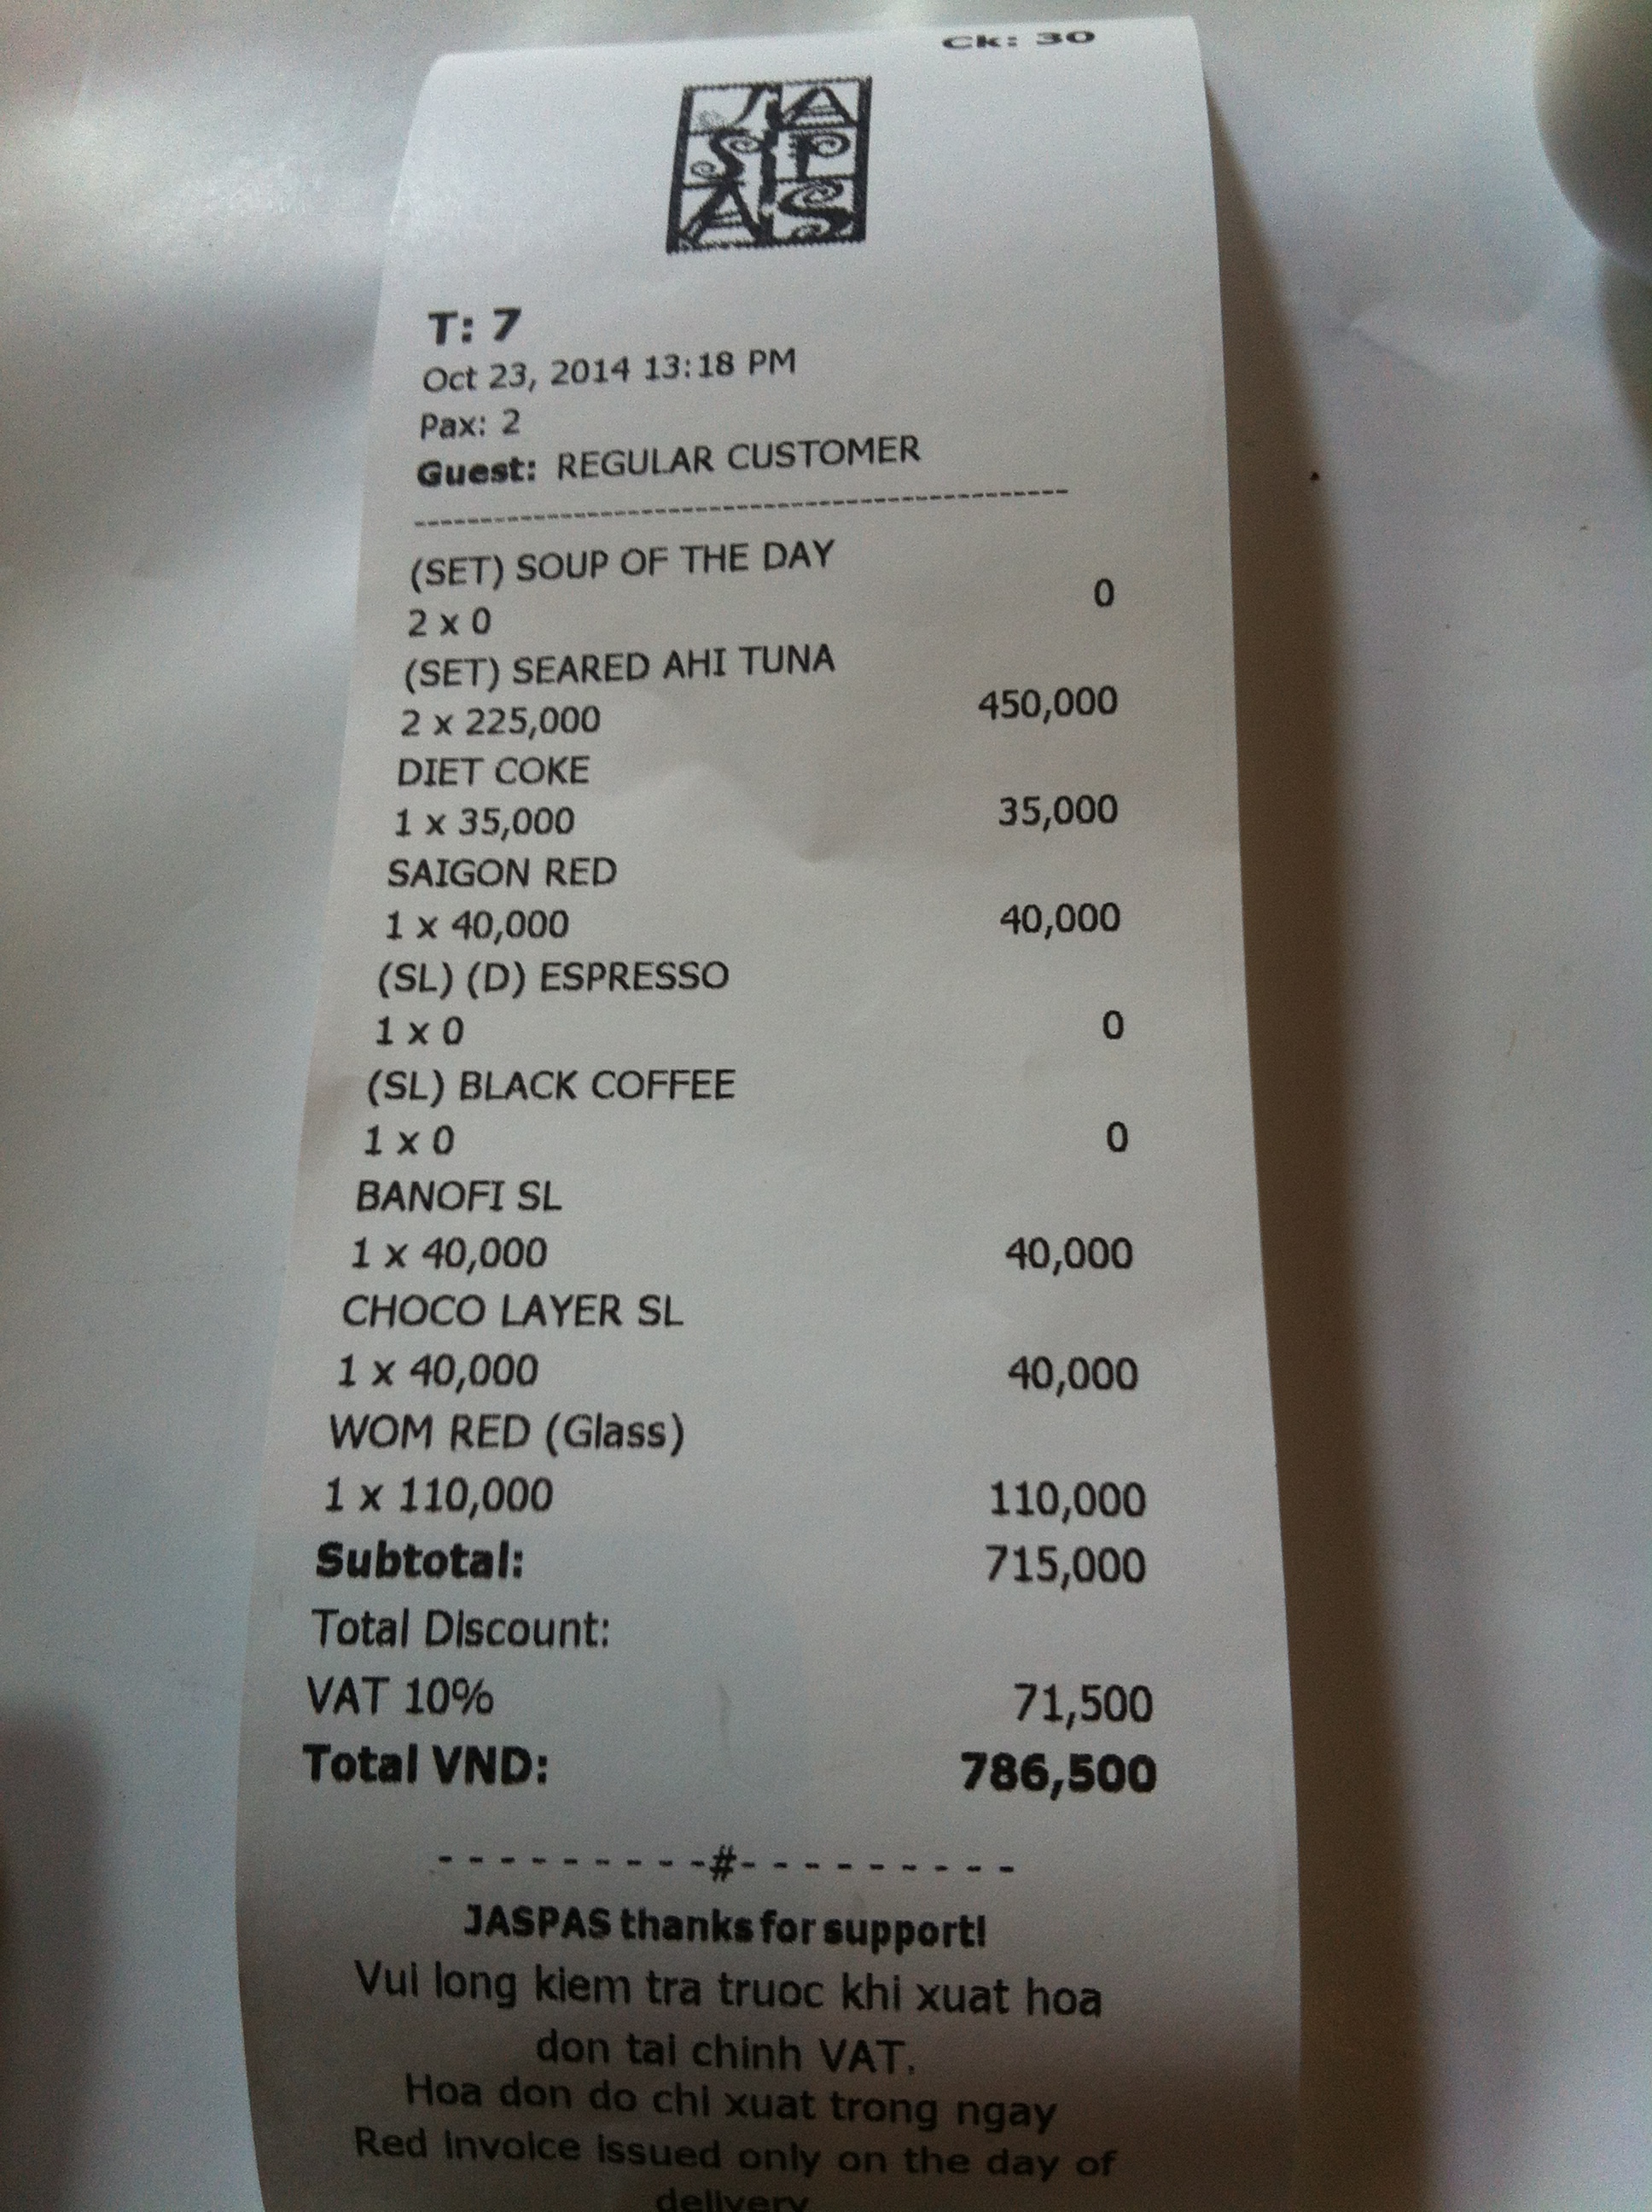 Ck: 30
JA
SP
AS
T: 7
Oct 23, 2014 13:18 PM
Pax: 2
Guest: REGULAR CUSTOMER
----------------------------------------------
(SET) SOUP OF THE DAY
2 x 0 0
(SET) SEARED AHI TUNA
2 x 225,000 450,000
DIET COKE
1 x 35,000 35,000
SAIGON RED
1 x 40,000 40,000
(SL) (D) ESPRESSO
1 x 0 0
(SL) BLACK COFFEE
1 x 0 0
BANOFI SL
1 x 40,000 40,000
CHOCO LAYER SL
1 x 40,000 40,000
WOM RED (Glass)
1 x 110,000 110,000
Subtotal: 715,000
Total Discount:
VAT 10% 71,500
Total VND: 786,500
- - - - - - - - -#- - - - - - - - -
JASPAS thanks for support!
Vui long kiem tra truoc khi xuat hoa
don tai chinh VAT.
Hoa don do chi xuat trong ngay
Red invoice issued only on the day of
delivery